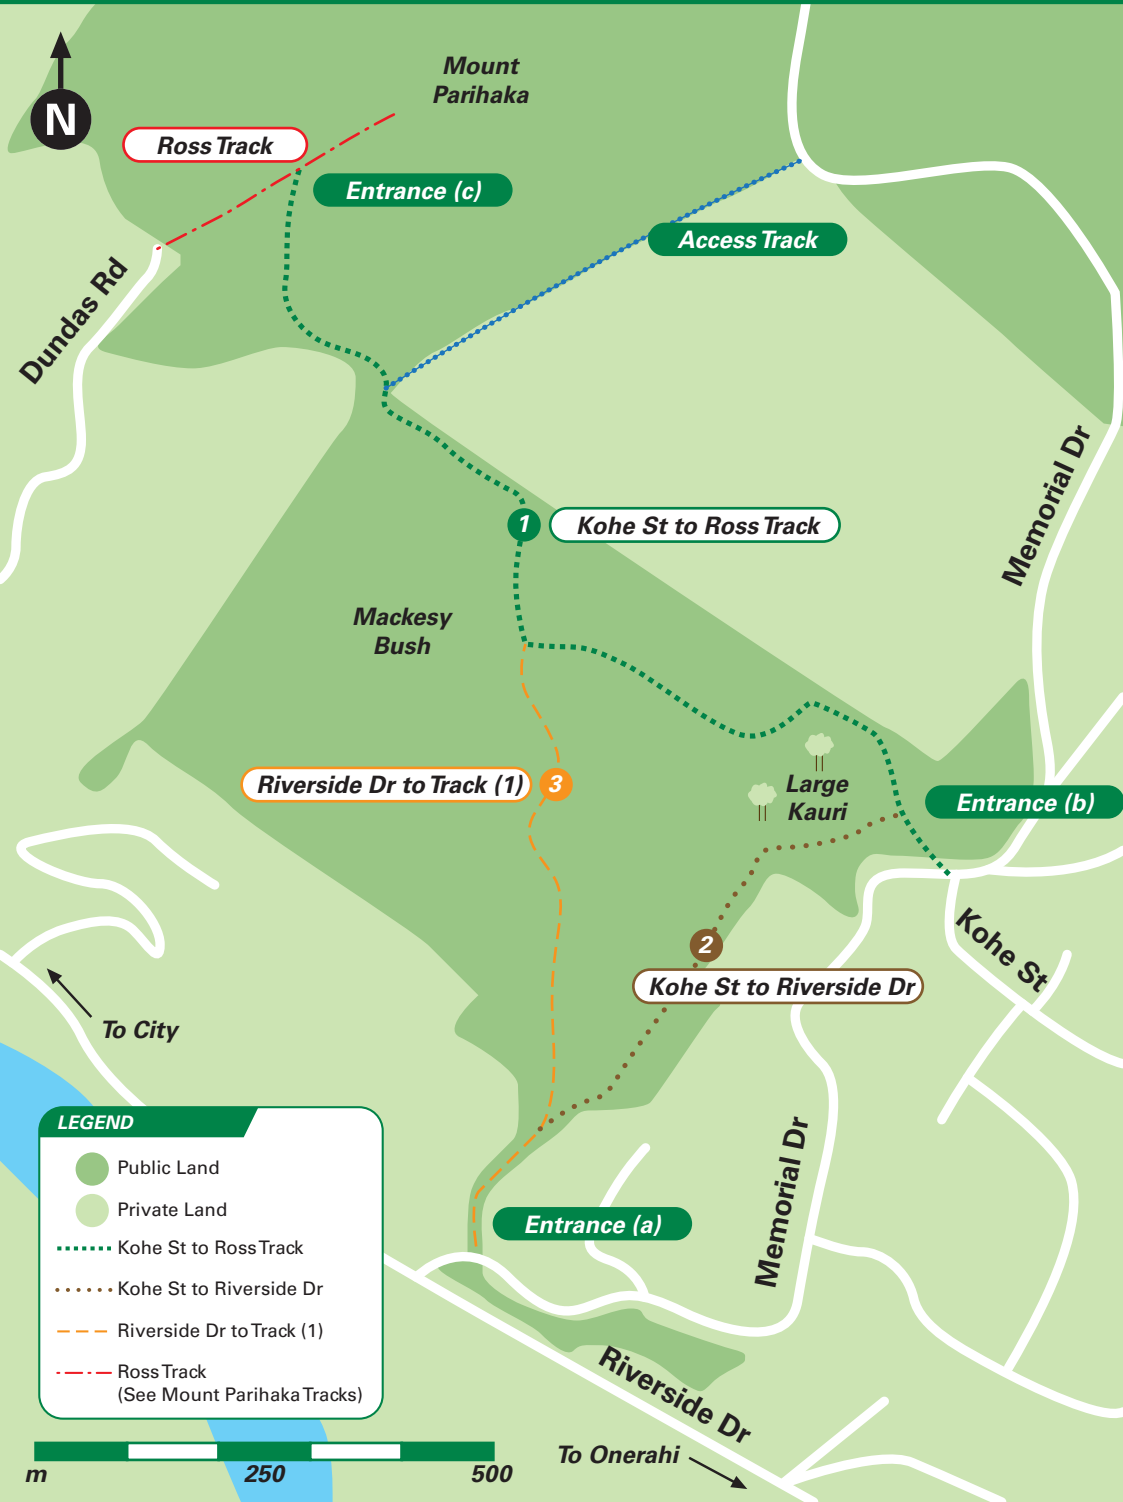 Mount
Parihaka
N
Ross Track
Entrance (c)
Access Track
Dundas Rd
Memorial Dr
1
Kohe St to Ross Track
Mackesy
Bush
Riverside Dr to Track (1)
3
Large
Kauri
Entrance (b)
2
Kohe St to Riverside Dr
Kohe St
To City
LEGEND
Public Land
Private Land
Kohe St to Ross Track
Kohe St to Riverside Dr
Riverside Dr to Track (1)
Ross Track
(See Mount Parihaka Tracks)
Entrance (a)
Memorial Dr
Riverside Dr
To Onerahi
m
250
500